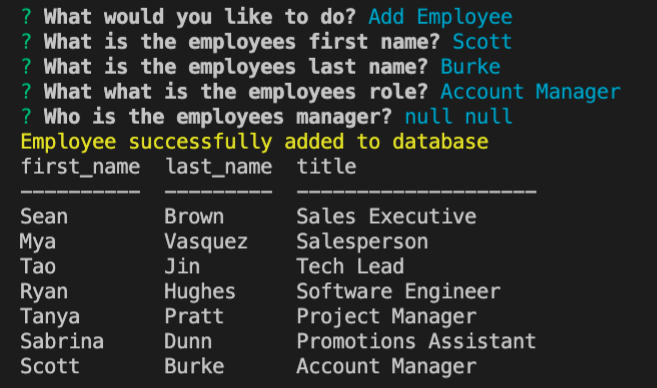 ? What would you like to do? Add Employee
? What is the employees first name? Scott
? What is the employees last name? Burke
? What what is the employees role? Account Manager
? Who is the employees manager? null null
Employee successfully added to database
first_name  last_name  title
----------  ---------  --------------------
Sean        Brown      Sales Executive
Mya         Vasquez    Salesperson
Tao         Jin        Tech Lead
Ryan        Hughes     Software Engineer
Tanya       Pratt      Project Manager
Sabrina     Dunn       Promotions Assistant
Scott       Burke      Account Manager